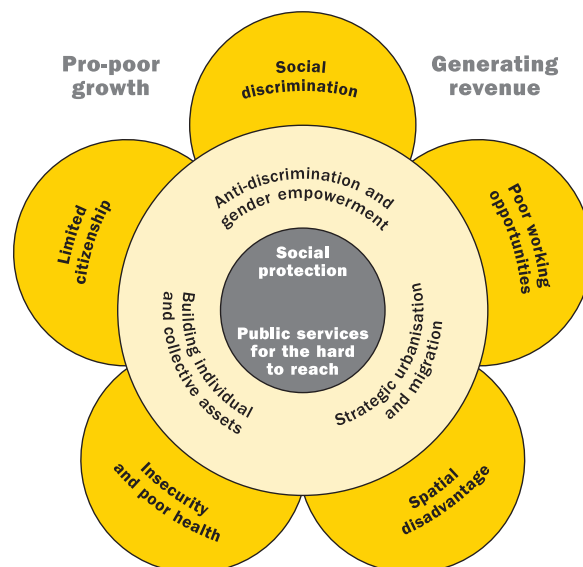 Pro-poor
growth
Generating
revenue
Social
discrimination
Limited
citizenship
Poor working
opportunities
Anti-discrimination and
gender empowerment
Social
protection
Public services
for the hard
to reach
Building individual
and collective assets
Strategic urbanisation
and migration
Insecurity
and poor health
Spatial
disadvantage